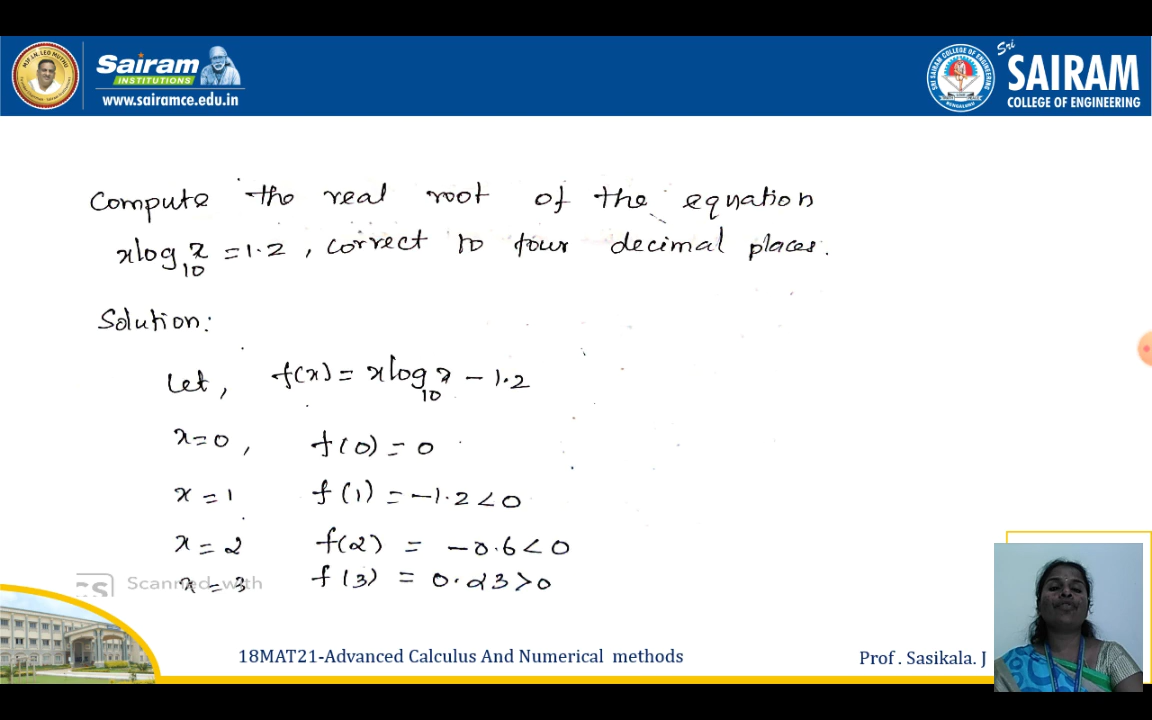 Sairam
INSTITUTIONS
www.sairamce.edu.in
Sri
SAIRAM
COLLEGE OF ENGINEERING
Compute the real root of the equation
xlog₁₀x = 1.2, correct to four decimal places.
Solution:
Let, f(x) = xlog₁₀x - 1.2
x=0, f(0) = 0
x = 1 f(1) = -1.2 < 0
x = 2 f(2) = -0.6 < 0
x = 3 f(3) = 0.23 > 0
Scanned with
18MAT21-Advanced Calculus And Numerical methods
Prof . Sasikala. J